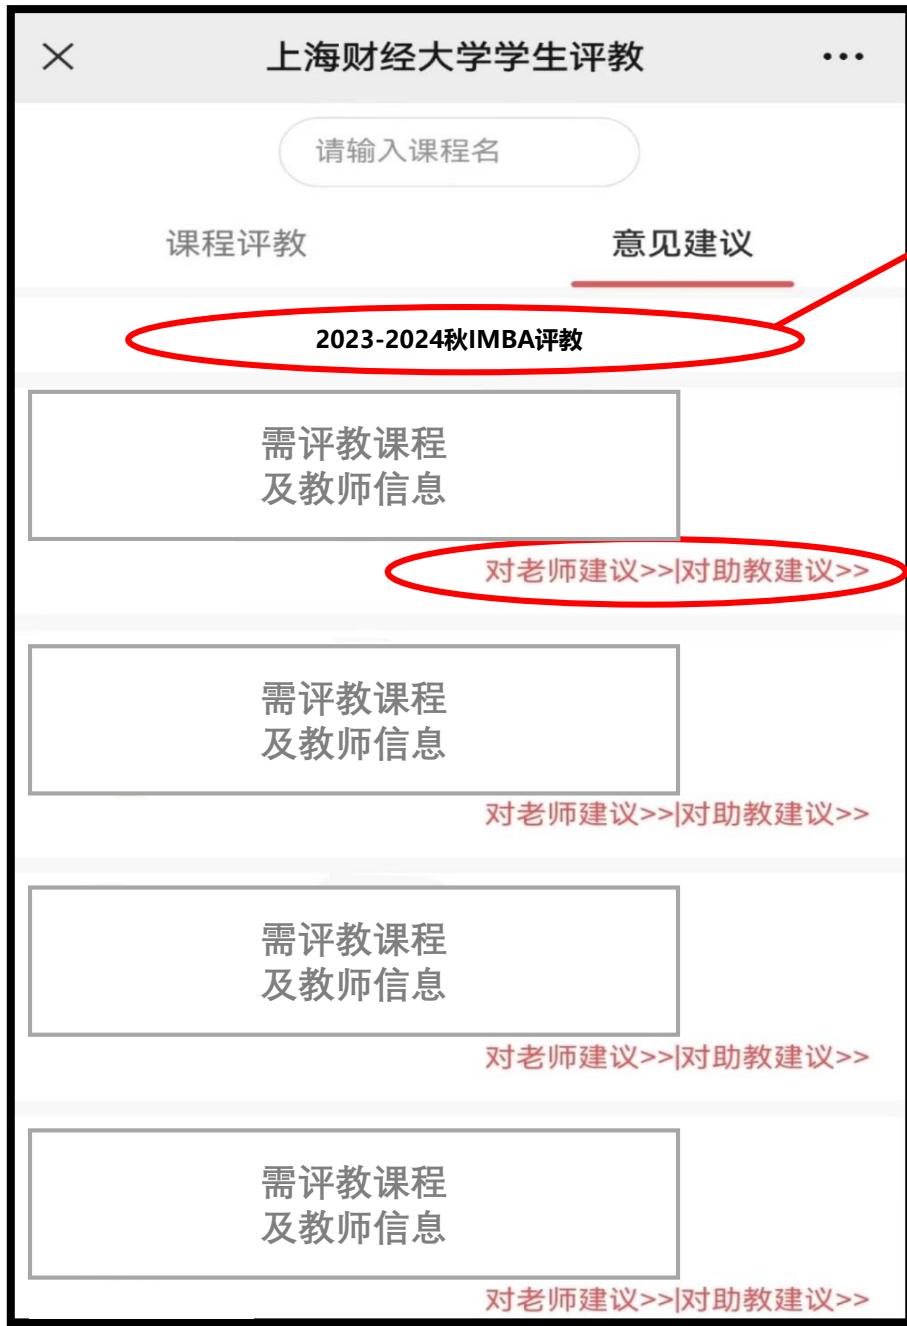 上海财经大学学生评教
请输入课程名
课程评教 意见建议
2023-2024秋IMBA评教
需评教课程
及教师信息
对老师建议>>|对助教建议>>
需评教课程
及教师信息
对老师建议>>|对助教建议>>
需评教课程
及教师信息
对老师建议>>|对助教建议>>
需评教课程
及教师信息
对老师建议>>|对助教建议>>